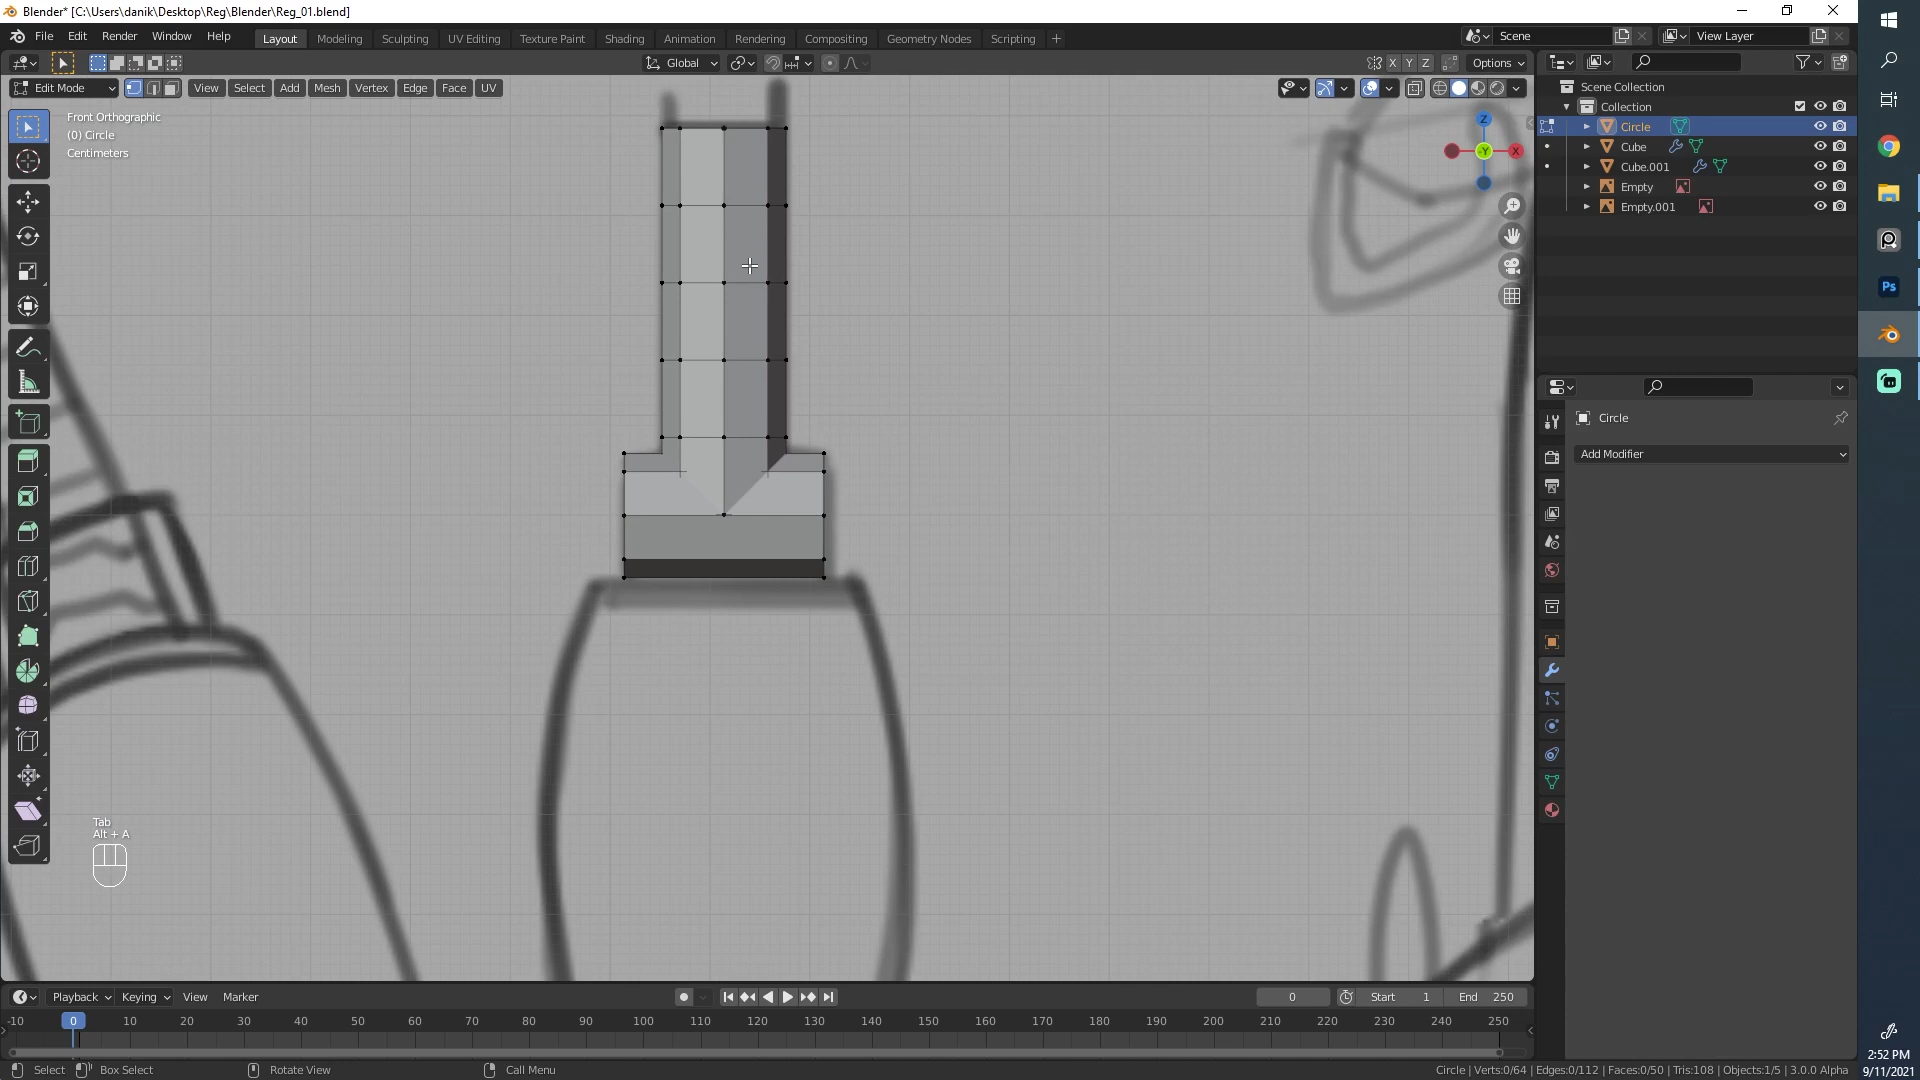 Blender* [C:\Users\danik\Desktop\Reg\Blender\Reg_01.blend]
File Edit Render Window Help Layout Modeling Sculpting UV Editing Texture Paint Shading Animation Rendering Compositing Geometry Nodes Scripting + Scene View Layer
Global X Y Z Options
Edit Mode View Select Add Mesh Vertex Edge Face UV
Scene Collection
Collection
Circle
Cube
Cube.001
Empty
Empty.001
Front Orthographic
(0) Circle
Centimeters
Z
-Y X
Ps
Circle
Add Modifier
Tab
Alt + A
Playback Keying View Marker 0 Start 1 End 250
-10 0 10 20 30 40 50 60 70 80 90 100 110 120 130 140 150 160 170 180 190 200 210 220 230 240 250
Select Box Select Rotate View Call Menu Circle | Verts:0/64 | Edges:0/112 | Faces:0/50 | Tris:108 | Objects:1/5 | 3.0.0 Alpha
2:52 PM
9/11/2021